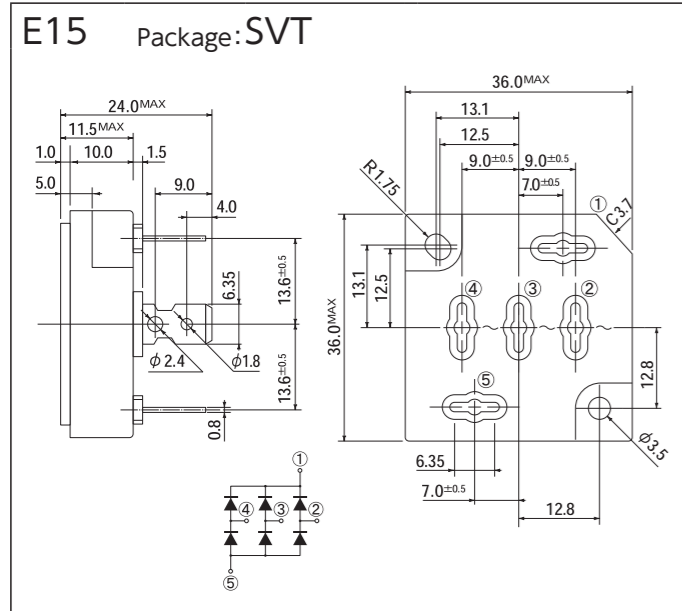 E15 Package:SVT
24.0MAX
11.5MAX
1.0 10.0 1.5
5.0 9.0
4.0
6.35
13.6±0.5
13.6±0.5
ϕ 2.4 ϕ1.8
0.8
36.0MAX
13.1
12.5
9.0±0.5 9.0±0.5
7.0±0.5
R1.75
① C3.7
13.1
12.5
36.0MAX
④ ③ ②
⑤
12.8
ϕ3.5
6.35
7.0±0.5
12.8
①
④ ③ ②
⑤